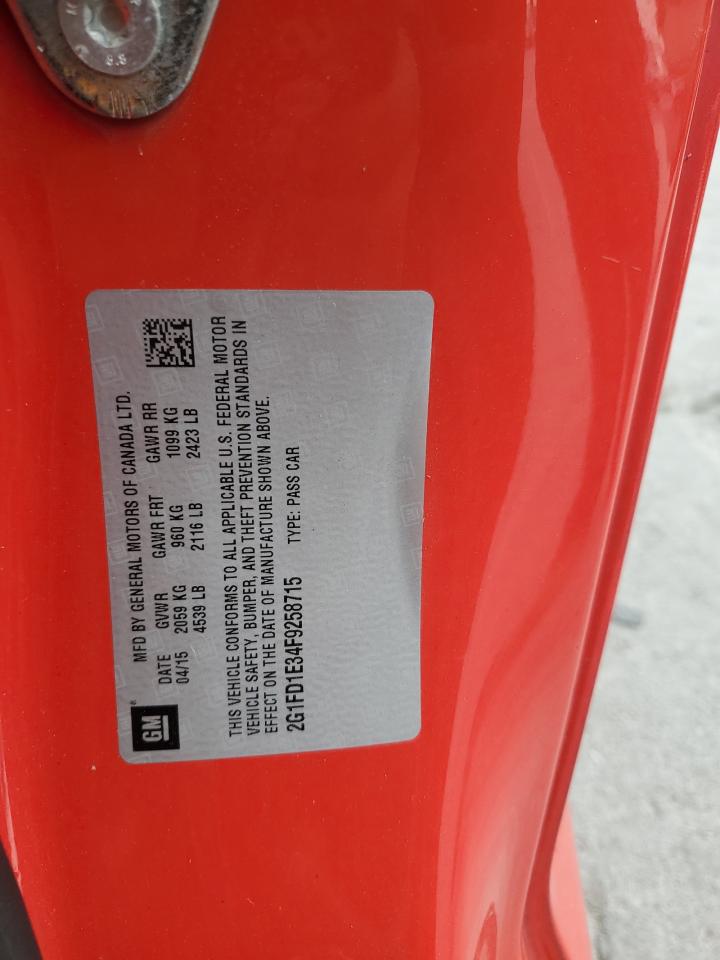 GM
MFD BY GENERAL MOTORS OF CANADA LTD.
DATE GVWR GAWR FRT GAWR RR
04/15 2059 KG 960 KG 1099 KG
4539 LB 2116 LB 2423 LB
THIS VEHICLE CONFORMS TO ALL APPLICABLE U.S. FEDERAL MOTOR
VEHICLE SAFETY, BUMPER, AND THEFT PREVENTION STANDARDS IN
EFFECT ON THE DATE OF MANUFACTURE SHOWN ABOVE.
2G1FD1E34F9258715 TYPE: PASS CAR
8.8